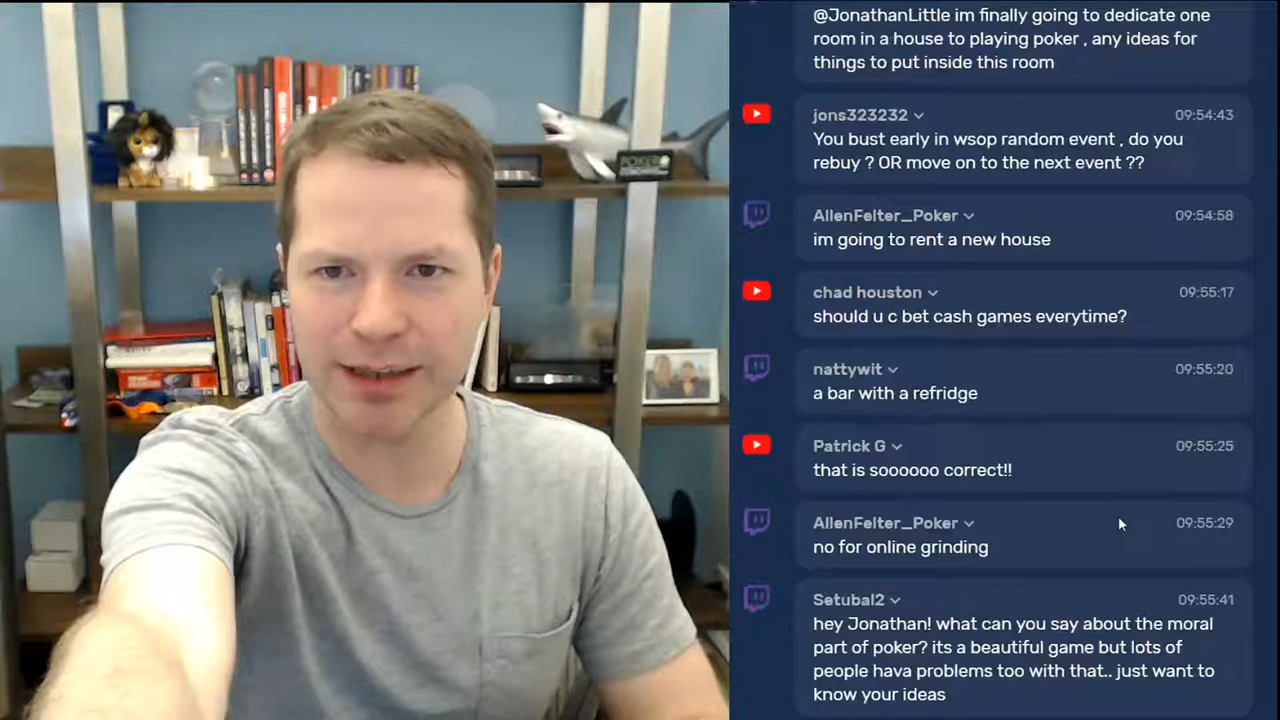 @JonathanLittle im finally going to dedicate one
room in a house to playing poker , any ideas for
things to put inside this room
jons323232 09:54:43
You bust early in wsop random event , do you
rebuy ? OR move on to the next event ??
AllenFelter_Poker 09:54:58
im going to rent a new house
chad houston 09:55:17
should u c bet cash games everytime?
nattywit 09:55:20
a bar with a refridge
Patrick G 09:55:25
that is soooooo correct!!
AllenFelter_Poker 09:55:29
no for online grinding
Setubal2 09:55:41
hey Jonathan! what can you say about the moral
part of poker? its a beautiful game but lots of
people hava problems too with that.. just want to
know your ideas
POKER